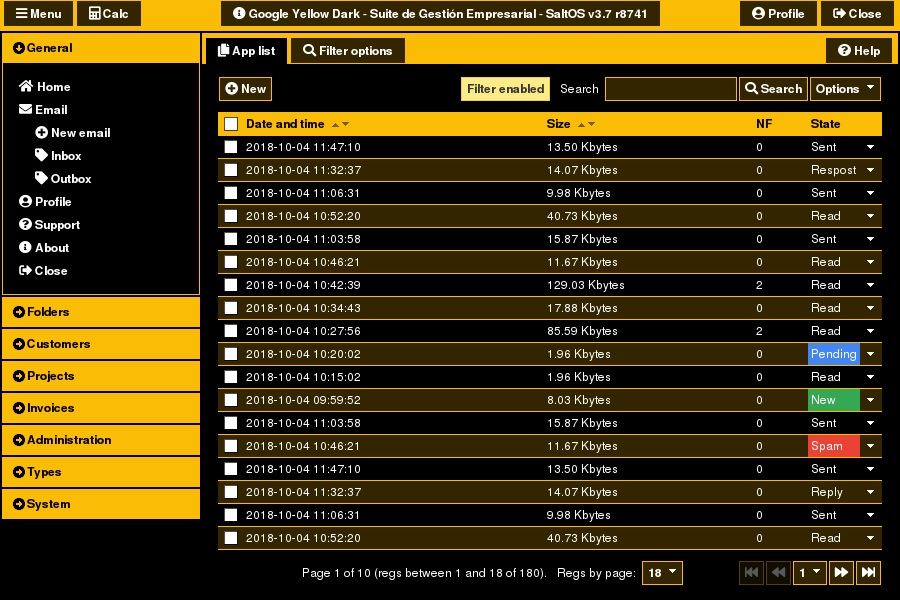 Menu
Calc
Google Yellow Dark - Suite de Gestión Empresarial - SaltOS v3.7 r8741
Profile
Close
General
Home
Email
New email
Inbox
Outbox
Profile
Support
About
Close
Folders
Customers
Projects
Invoices
Administration
Types
System
App list
Filter options
Help
New
Filter enabled
Search
Search
Options
Date and time Size NF State
2018-10-04 11:47:10 13.50 Kbytes 0 Sent
2018-10-04 11:32:37 14.07 Kbytes 0 Respost
2018-10-04 11:06:31 9.98 Kbytes 0 Sent
2018-10-04 10:52:20 40.73 Kbytes 0 Read
2018-10-04 11:03:58 15.87 Kbytes 0 Sent
2018-10-04 10:46:21 11.67 Kbytes 0 Read
2018-10-04 10:42:39 129.03 Kbytes 2 Read
2018-10-04 10:34:43 17.88 Kbytes 0 Read
2018-10-04 10:27:56 85.59 Kbytes 2 Read
2018-10-04 10:20:02 1.96 Kbytes 0 Pending
2018-10-04 10:15:02 1.96 Kbytes 0 Read
2018-10-04 09:59:52 8.03 Kbytes 0 New
2018-10-04 11:03:58 15.87 Kbytes 0 Sent
2018-10-04 10:46:21 11.67 Kbytes 0 Spam
2018-10-04 11:47:10 13.50 Kbytes 0 Sent
2018-10-04 11:32:37 14.07 Kbytes 0 Reply
2018-10-04 11:06:31 9.98 Kbytes 0 Sent
2018-10-04 10:52:20 40.73 Kbytes 0 Read
Page 1 of 10 (regs between 1 and 18 of 180). Regs by page: 18 1